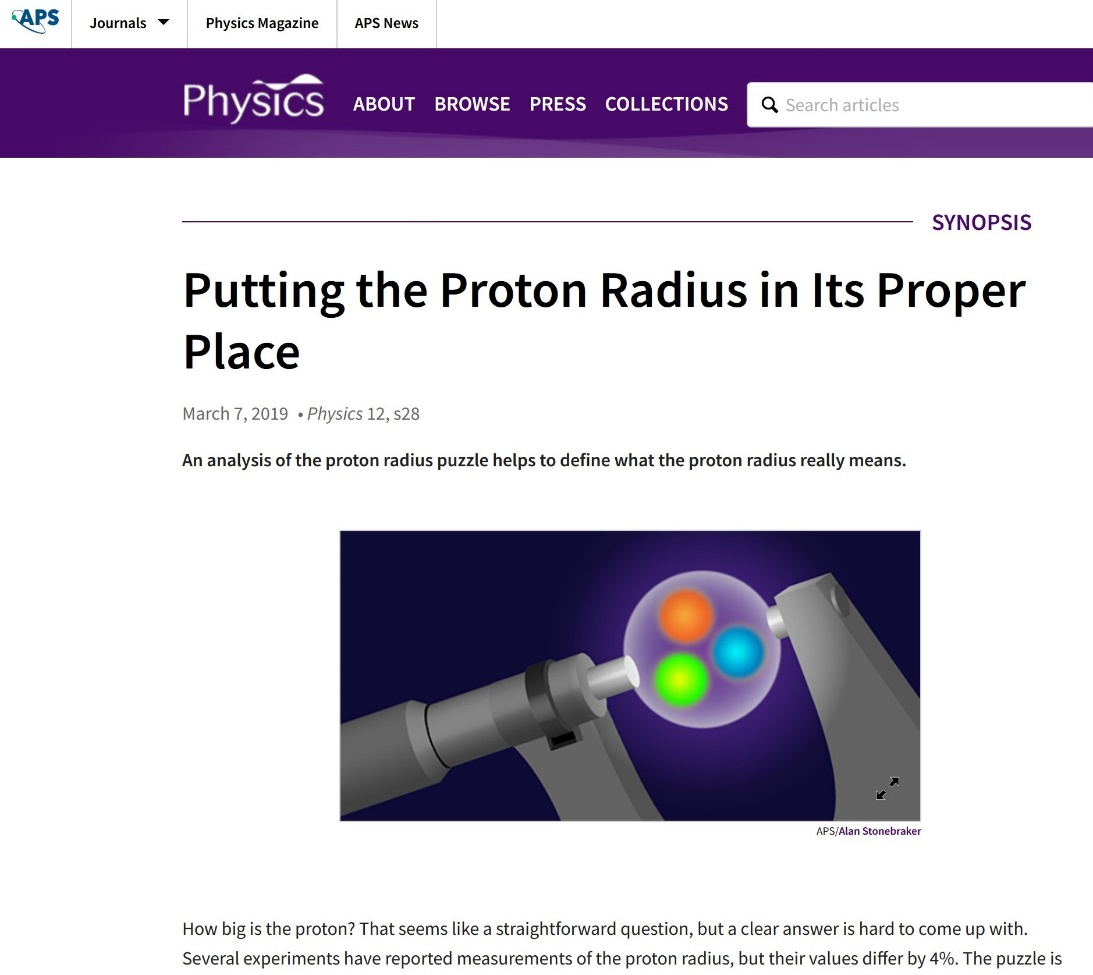 APS
Journals
Physics Magazine
APS News
Physics
ABOUT
BROWSE
PRESS
COLLECTIONS
Search articles
SYNOPSIS
Putting the Proton Radius in Its Proper
Place
March 7, 2019 • Physics 12, s28
An analysis of the proton radius puzzle helps to define what the proton radius really means.
APS/Alan Stonebraker
How big is the proton? That seems like a straightforward question, but a clear answer is hard to come up with.
Several experiments have reported measurements of the proton radius, but their values differ by 4%. The puzzle is